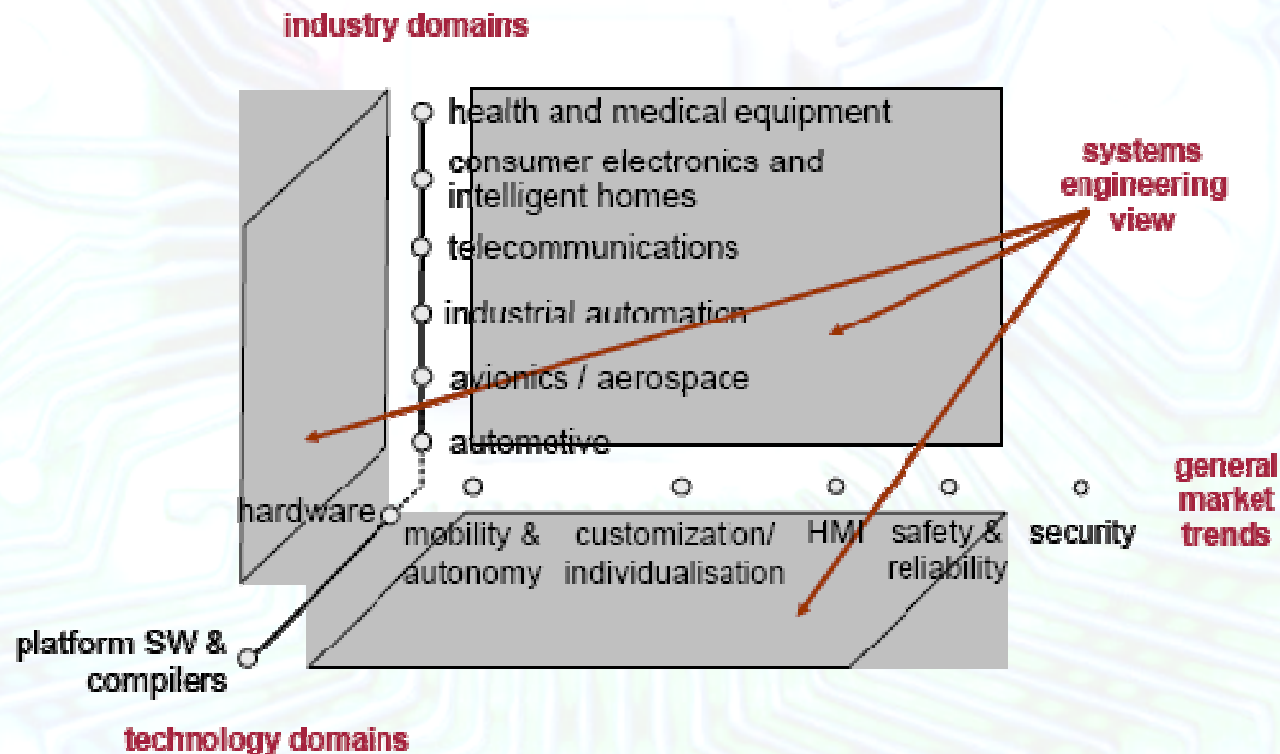 industry domains
health and medical equipment
consumer electronics and
intelligent homes
telecommunications
industrial automation
avionics / aerospace
automotive
systems
engineering
view
general
market
trends
hardware
mobility &
autonomy
customization/
individualisation
HMI
safety &
reliability
security
platform SW &
compilers
technology domains